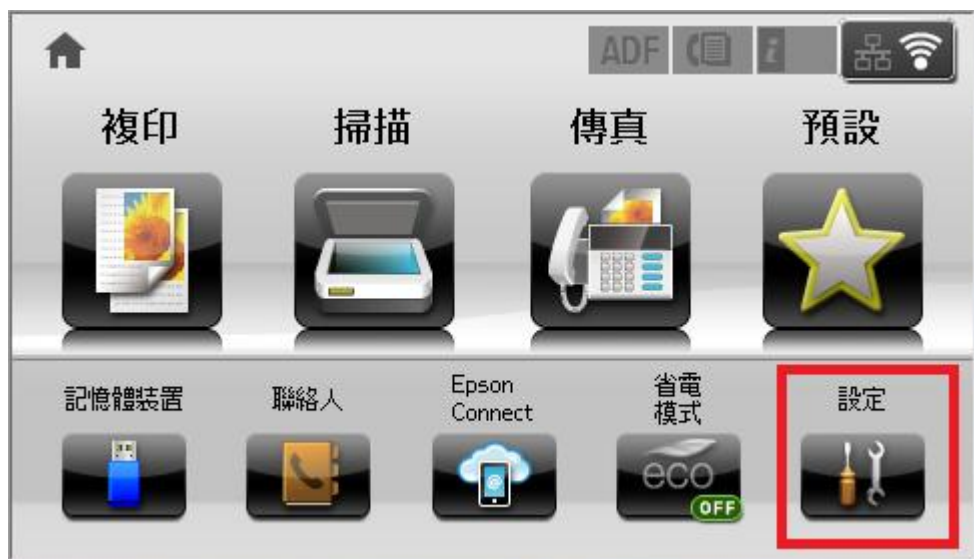 ADF i
複印 掃描 傳真 預設
記憶體裝置 聯絡人 Epson Connect 省電模式 設定
@
eco
OFF